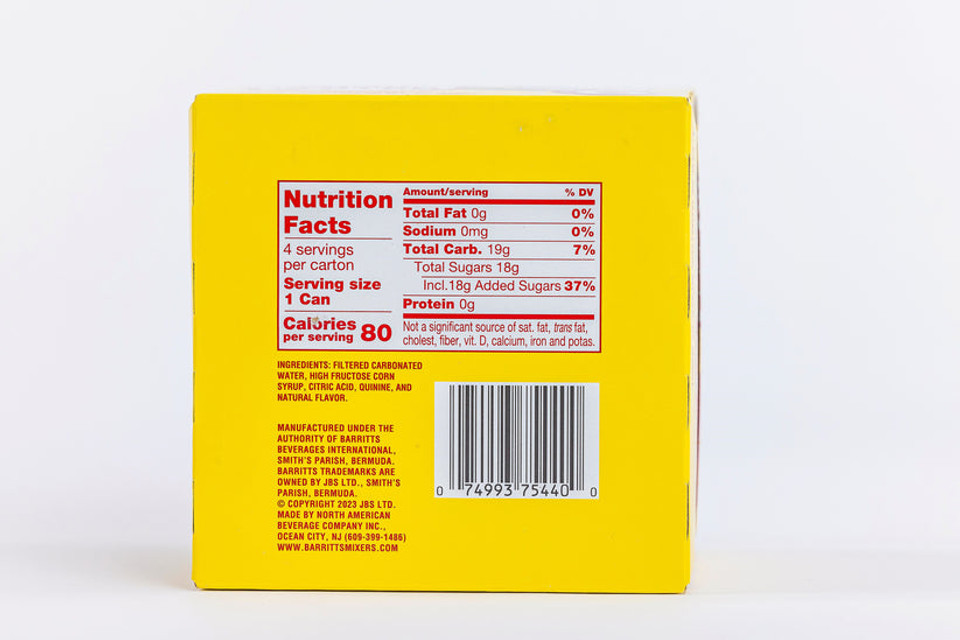 Nutrition
Facts
4 servings
per carton
Serving size
1 Can
Calories
per serving 80
Amount/serving % DV
Total Fat 0g 0%
Sodium 0mg 0%
Total Carb. 19g 7%
Total Sugars 18g
Incl.18g Added Sugars 37%
Protein 0g
Not a significant source of sat. fat, trans fat,
cholest, fiber, vit. D, calcium, iron and potas.
INGREDIENTS: FILTERED CARBONATED
WATER, HIGH FRUCTOSE CORN
SYRUP, CITRIC ACID, QUININE, AND
NATURAL FLAVOR.
MANUFACTURED UNDER THE
AUTHORITY OF BARRITTS
BEVERAGES INTERNATIONAL,
SMITH'S PARISH, BERMUDA.
BARRITTS TRADEMARKS ARE
OWNED BY JBS LTD., SMITH'S
PARISH, BERMUDA.
© COPYRIGHT 2023 JBS LTD.
MADE BY NORTH AMERICAN
BEVERAGE COMPANY INC.,
OCEAN CITY, NJ (609-399-1486)
WWW.BARRITTSMIXERS.COM
0 74993 75440 0